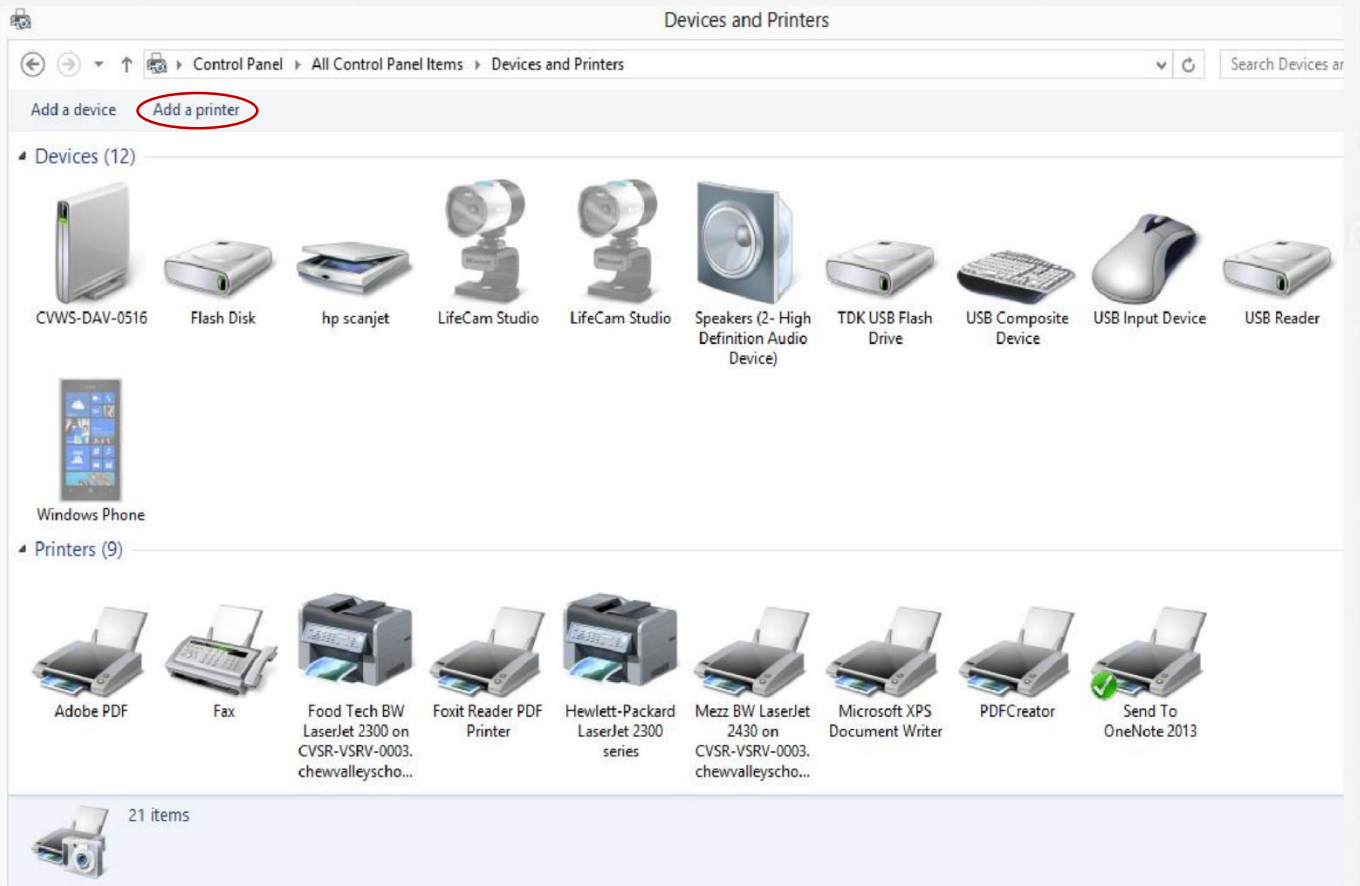 Devices and Printers
Control Panel ▸ All Control Panel Items ▸ Devices and Printers
Search Devices
Add a device Add a printer
Devices (12)
CVWS-DAV-0516
Flash Disk
hp scanjet
LifeCam Studio
LifeCam Studio
Speakers (2- High
Definition Audio
Device)
TDK USB Flash
Drive
USB Composite
Device
USB Input Device
USB Reader
Windows Phone
Printers (9)
Adobe PDF
Fax
Food Tech BW
LaserJet 2300 on
CVSR-VSRV-0003.
chewvalleyscho...
Foxit Reader PDF
Printer
Hewlett-Packard
LaserJet 2300
series
Mezz BW LaserJet
2430 on
CVSR-VSRV-0003.
chewvalleyscho...
Microsoft XPS
Document Writer
PDFCreator
Send To
OneNote 2013
21 items